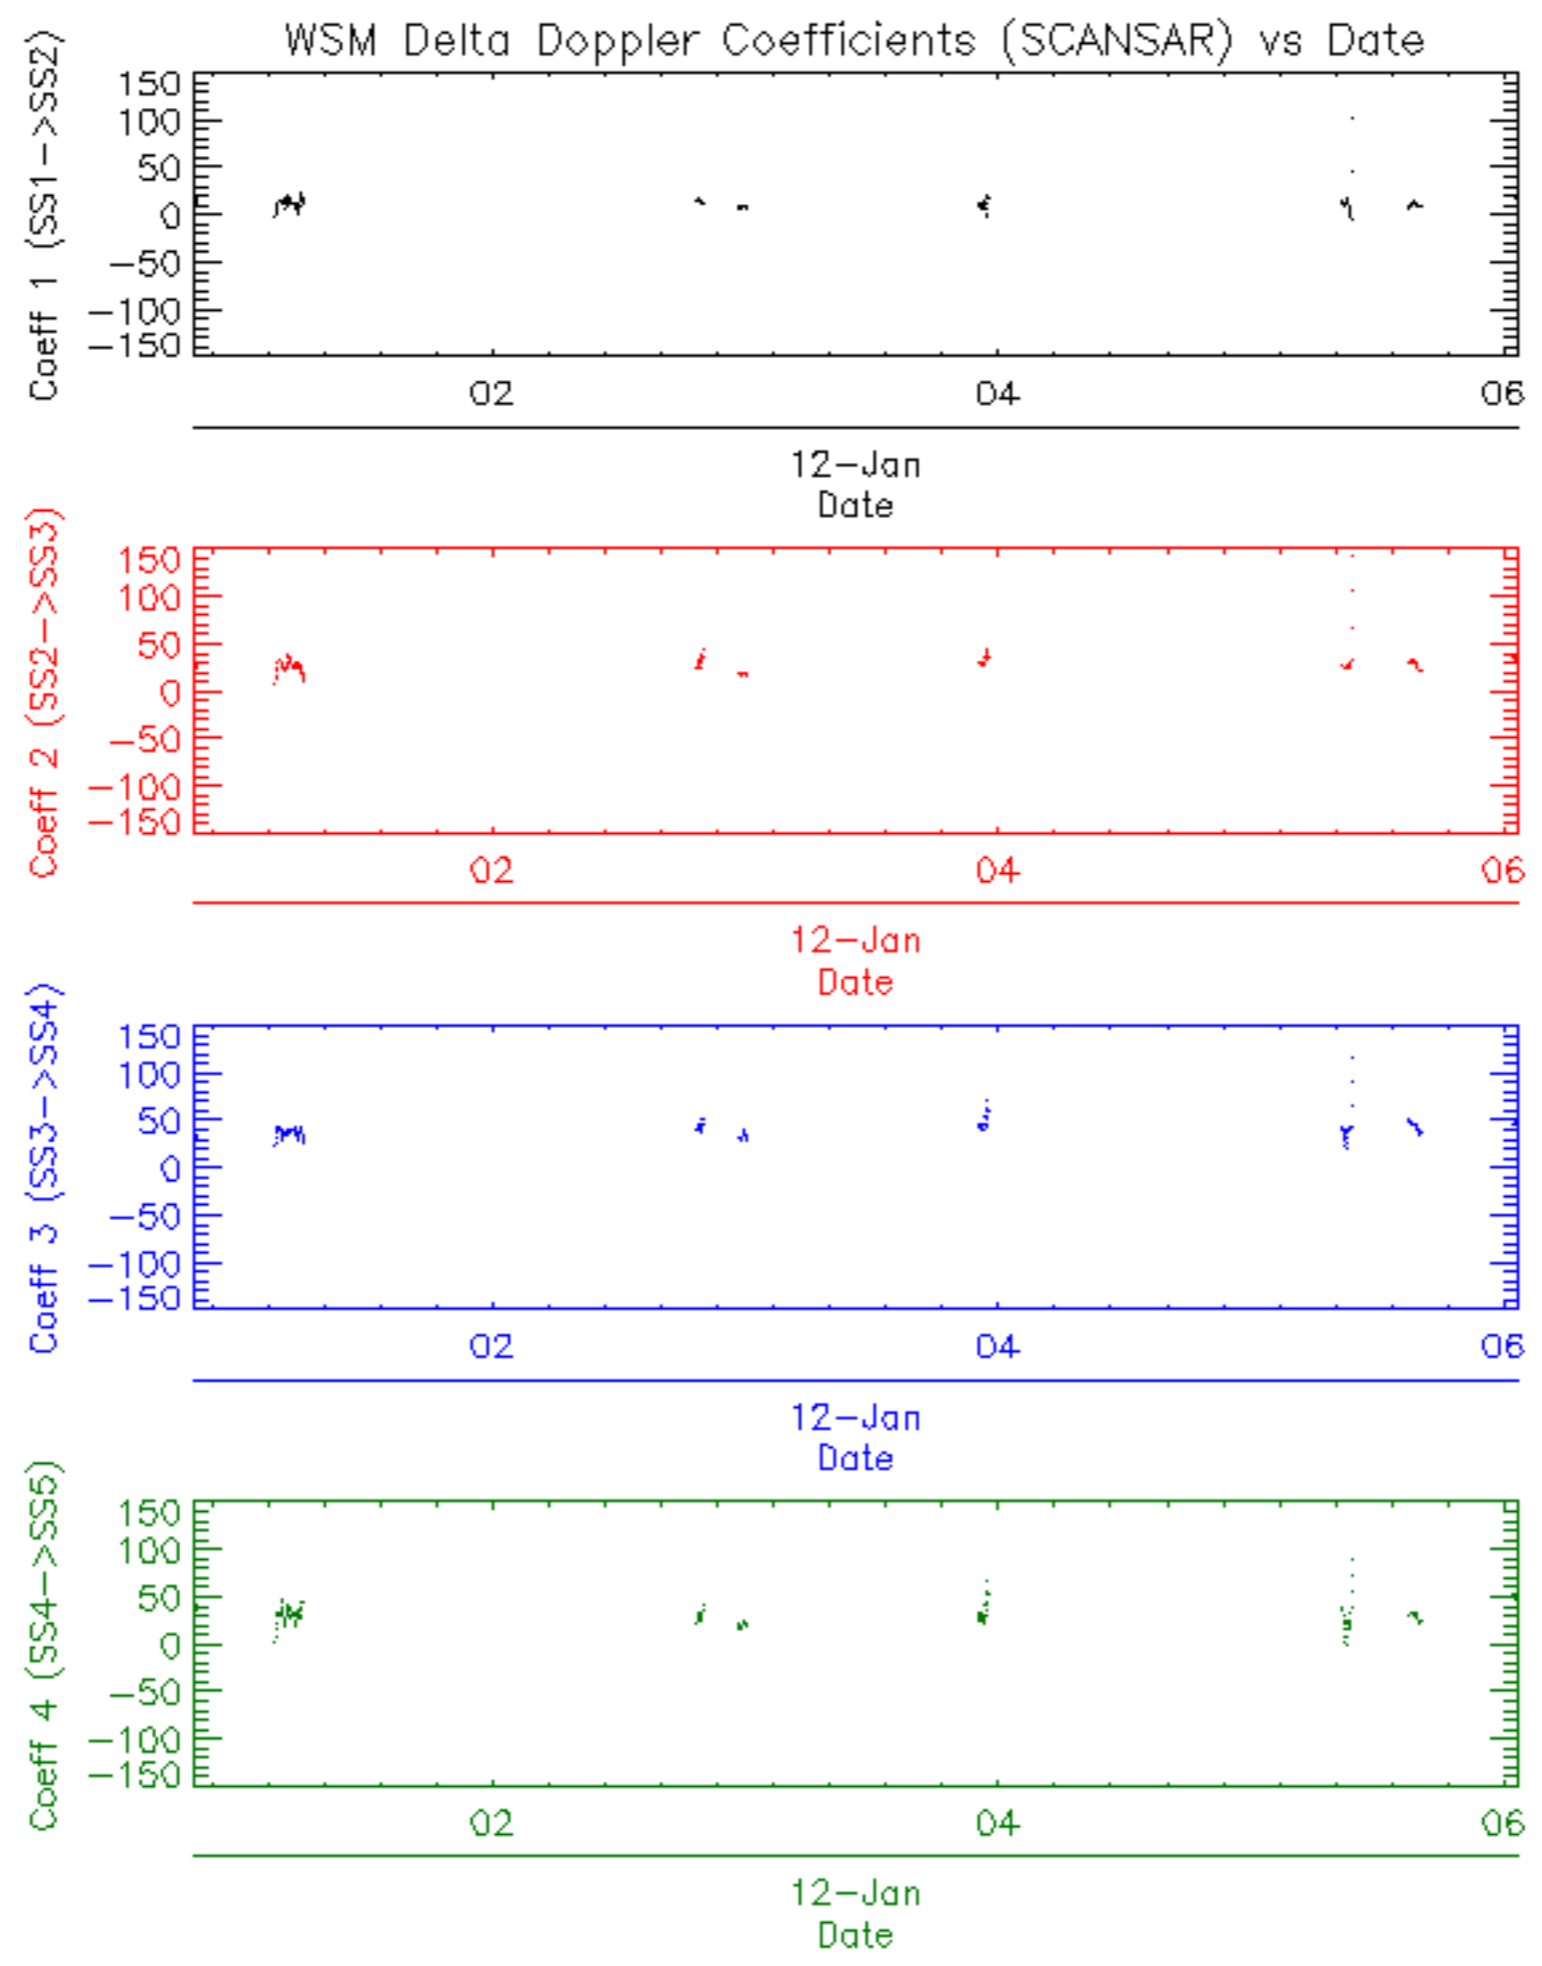 WSM Delta Doppler Coefficients (SCANSAR) vs Date
Coeff 1 (SS1->SS2)
150
100
50
0
-50
-100
-150
02 04 06
12-Jan
Date
Coeff 2 (SS2->SS3)
150
100
50
0
-50
-100
-150
02 04 06
12-Jan
Date
Coeff 3 (SS3->SS4)
150
100
50
0
-50
-100
-150
02 04 06
12-Jan
Date
Coeff 4 (SS4->SS5)
150
100
50
0
-50
-100
-150
02 04 06
12-Jan
Date